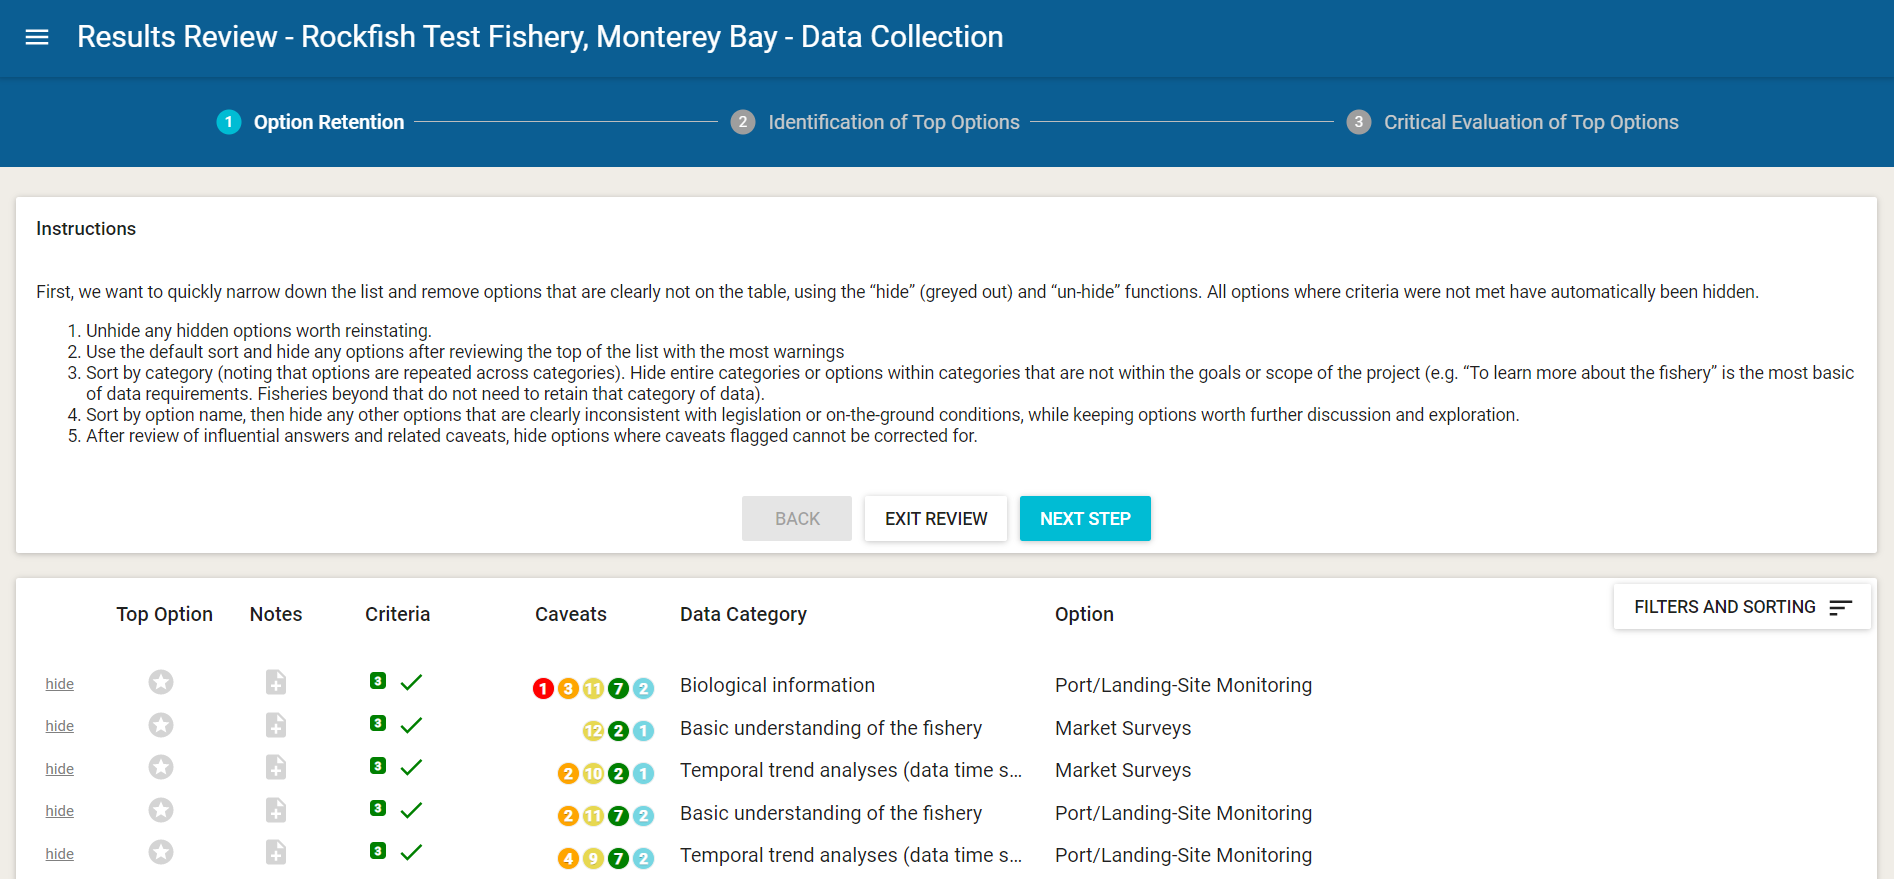 Results Review - Rockfish Test Fishery, Monterey Bay - Data Collection
1 Option Retention 2 Identification of Top Options 3 Critical Evaluation of Top Options
Instructions
First, we want to quickly narrow down the list and remove options that are clearly not on the table, using the “hide” (greyed out) and “un-hide” functions. All options where criteria were not met have automatically been hidden.
1. Unhide any hidden options worth reinstating.
2. Use the default sort and hide any options after reviewing the top of the list with the most warnings
3. Sort by category (noting that options are repeated across categories). Hide entire categories or options within categories that are not within the goals or scope of the project (e.g. “To learn more about the fishery” is the most basic
of data requirements. Fisheries beyond that do not need to retain that category of data).
4. Sort by option name, then hide any other options that are clearly inconsistent with legislation or on-the-ground conditions, while keeping options worth further discussion and exploration.
5. After review of influential answers and related caveats, hide options where caveats flagged cannot be corrected for.
BACK EXIT REVIEW NEXT STEP
FILTERS AND SORTING
Top Option Notes Criteria Caveats Data Category Option
hide 3 1 3 11 7 2 Biological information Port/Landing-Site Monitoring
hide 3 12 2 1 Basic understanding of the fishery Market Surveys
hide 3 2 10 2 1 Temporal trend analyses (data time s... Market Surveys
hide 3 2 11 7 2 Basic understanding of the fishery Port/Landing-Site Monitoring
hide 3 4 9 7 2 Temporal trend analyses (data time s... Port/Landing-Site Monitoring